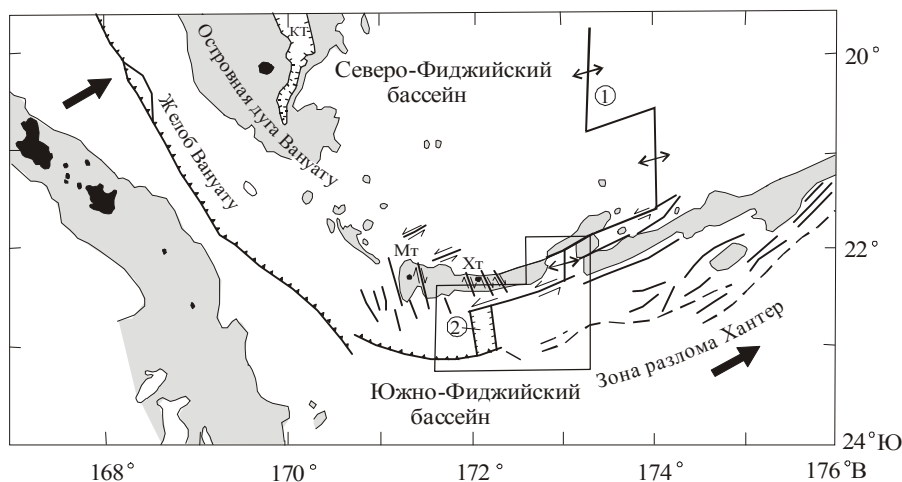 КТ
20°
Северо-Фиджийский
бассейн
Островная дуга Вануату
1
Желоб Вануату
22°
Мт
Хт
2
Зона разлома Хантер
Южно-Фиджийский
бассейн
24°Ю
168°
170°
172°
174°
176°В